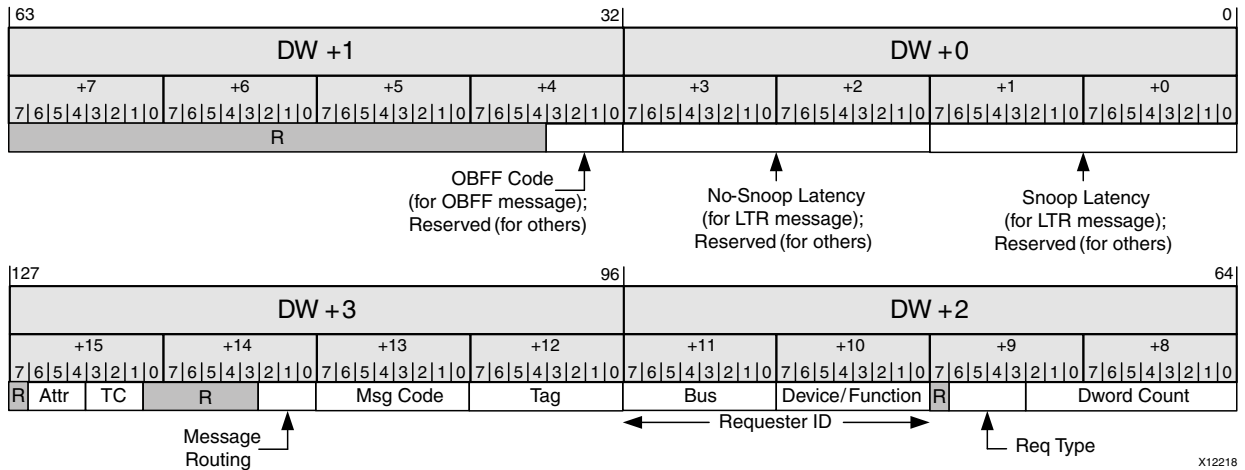 63 32 0
DW +1 DW +0
+7 +6 +5 +4 +3 +2 +1 +0
7 6 5 4 3 2 1 0 7 6 5 4 3 2 1 0 7 6 5 4 3 2 1 0 7 6 5 4 3 2 1 0 7 6 5 4 3 2 1 0 7 6 5 4 3 2 1 0 7 6 5 4 3 2 1 0 7 6 5 4 3 2 1 0
R
OBFF Code
(for OBFF message);
Reserved (for others)
No-Snoop Latency
(for LTR message);
Reserved (for others)
Snoop Latency
(for LTR message);
Reserved (for others)
127 96 64
DW +3 DW +2
+15 +14 +13 +12 +11 +10 +9 +8
7 6 5 4 3 2 1 0 7 6 5 4 3 2 1 0 7 6 5 4 3 2 1 0 7 6 5 4 3 2 1 0 7 6 5 4 3 2 1 0 7 6 5 4 3 2 1 0 7 6 5 4 3 2 1 0 7 6 5 4 3 2 1 0
R Attr TC R Msg Code Tag Bus Device/Function R Dword Count
Message
Routing
Requester ID
Req Type
X12218